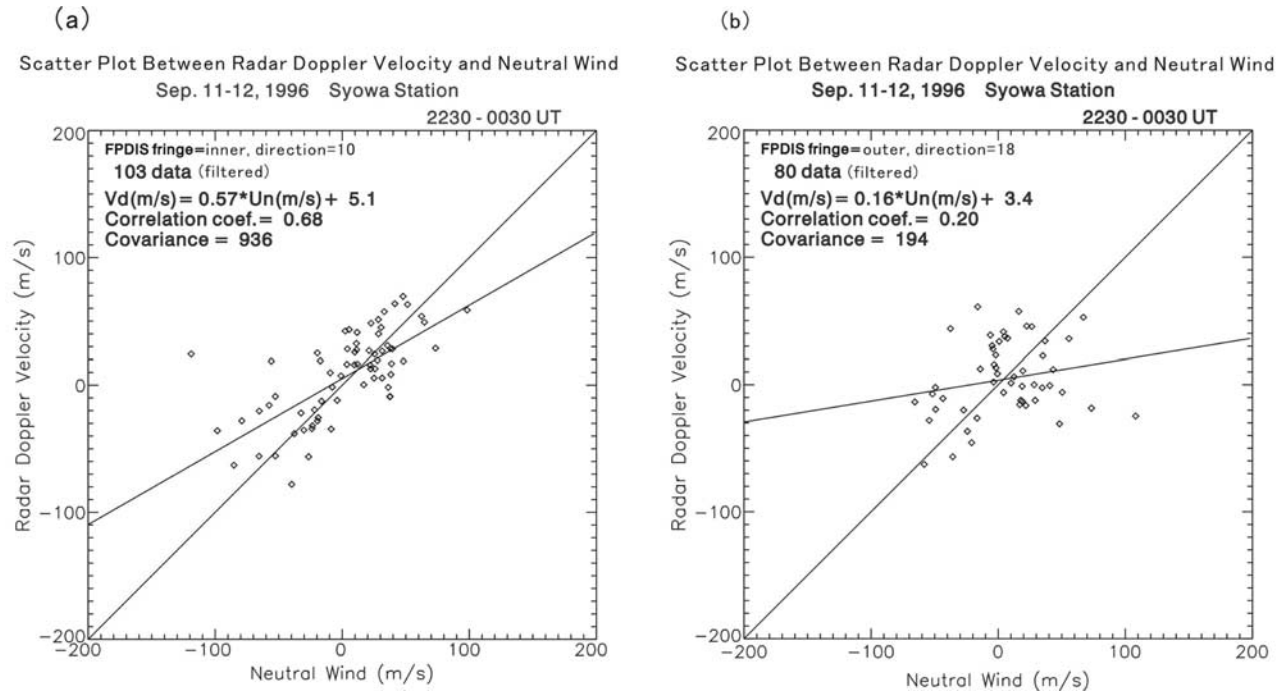 (a)
Scatter Plot Between Radar Doppler Velocity and Neutral Wind
Sep. 11-12, 1996 Syowa Station
2230 - 0030 UT
FPDIS fringe=inner, direction=10
103 data (filtered)
Vd(m/s)= 0.57*Un(m/s)+ 5.1
Correlation coef.= 0.68
Covariance = 936
Radar Doppler Velocity (m/s)
200
100
0
-100
-200
-200 -100 0 100 200
Neutral Wind (m/s)
(b)
Scatter Plot Between Radar Doppler Velocity and Neutral Wind
Sep. 11-12, 1996 Syowa Station
2230 - 0030 UT
FPDIS fringe=outer, direction=18
80 data (filtered)
Vd(m/s)= 0.16*Un(m/s)+ 3.4
Correlation coef.= 0.20
Covariance = 194
Radar Doppler Velocity (m/s)
200
100
0
-100
-200
-200 -100 0 100 200
Neutral Wind (m/s)